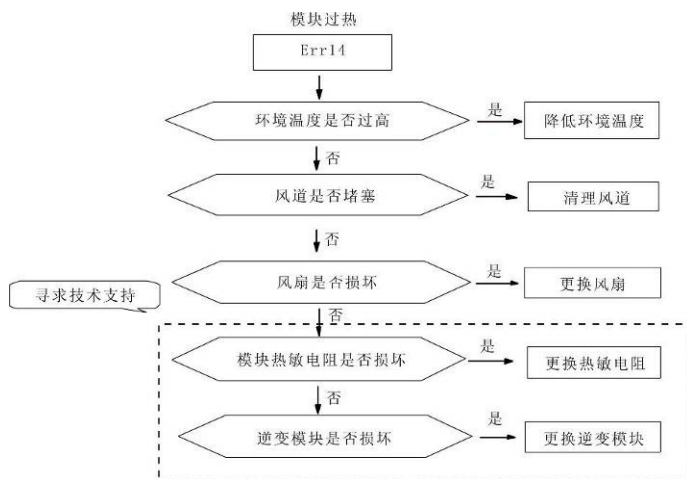 模块过热
Err14
环境温度是否过高
是
降低环境温度
否
风道是否堵塞
是
清理风道
否
风扇是否损坏
是
更换风扇
寻求技术支持
否
模块热敏电阻是否损坏
是
更换热敏电阻
否
逆变模块是否损坏
是
更换逆变模块